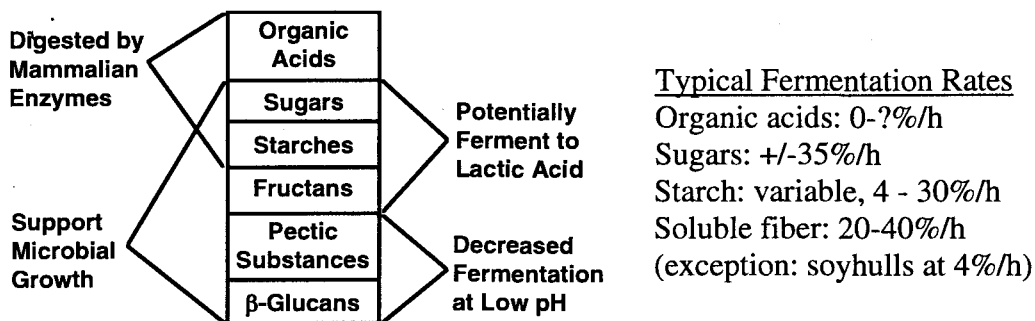 Digested by
Mammalian
Enzymes
Support
Microbial
Growth
Organic
Acids
Sugars
Starches
Fructans
Pectic
Substances
β-Glucans
Potentially
Ferment to
Lactic Acid
Decreased
Fermentation
at Low pH
Typical Fermentation Rates
Organic acids: 0-?%/h
Sugars: +/-35%/h
Starch: variable, 4 - 30%/h
Soluble fiber: 20-40%/h
(exception: soyhulls at 4%/h)